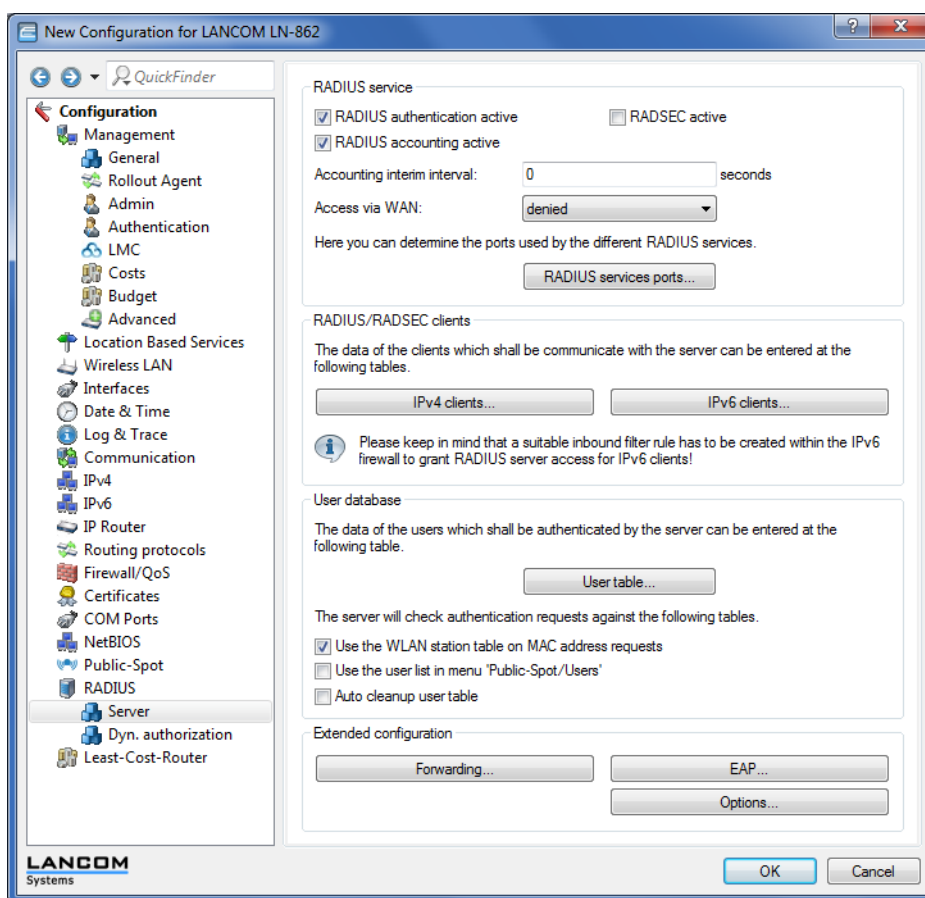 New Configuration for LANCOM LN-862
QuickFinder
Configuration
Management
General
Rollout Agent
Admin
Authentication
LMC
Costs
Budget
Advanced
Location Based Services
Wireless LAN
Interfaces
Date & Time
Log & Trace
Communication
IPv4
IPv6
IP Router
Routing protocols
Firewall/QoS
Certificates
COM Ports
NetBIOS
Public-Spot
RADIUS
Server
Dyn. authorization
Least-Cost-Router
RADIUS service
RADIUS authentication active
RADSEC active
RADIUS accounting active
Accounting interim interval: 0 seconds
Access via WAN: denied
Here you can determine the ports used by the different RADIUS services.
RADIUS services ports...
RADIUS/RADSEC clients
The data of the clients which shall be communicate with the server can be entered at the
following tables.
IPv4 clients...
IPv6 clients...
Please keep in mind that a suitable inbound filter rule has to be created within the IPv6
firewall to grant RADIUS server access for IPv6 clients!
User database
The data of the users which shall be authenticated by the server can be entered at the
following table.
User table...
The server will check authentication requests against the following tables.
Use the WLAN station table on MAC address requests
Use the user list in menu 'Public-Spot/Users'
Auto cleanup user table
Extended configuration
Forwarding...
EAP...
Options...
LANCOM
Systems
OK
Cancel